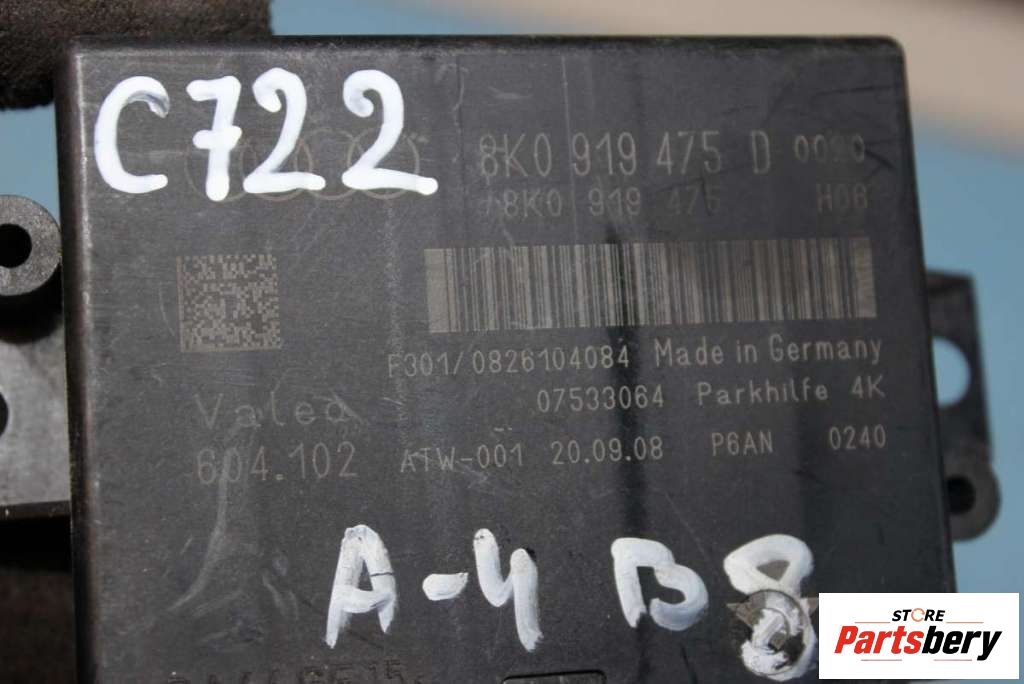 C722
8K0 919 475 D 0020
8K0 919 475 H06
F301/0826104084 Made in Germany
07533064 Parkhilfe 4K
Valeo
604.102
ATW-001 20.09.08 P6AN 0240
A-4 B8
STORE
Partsbery